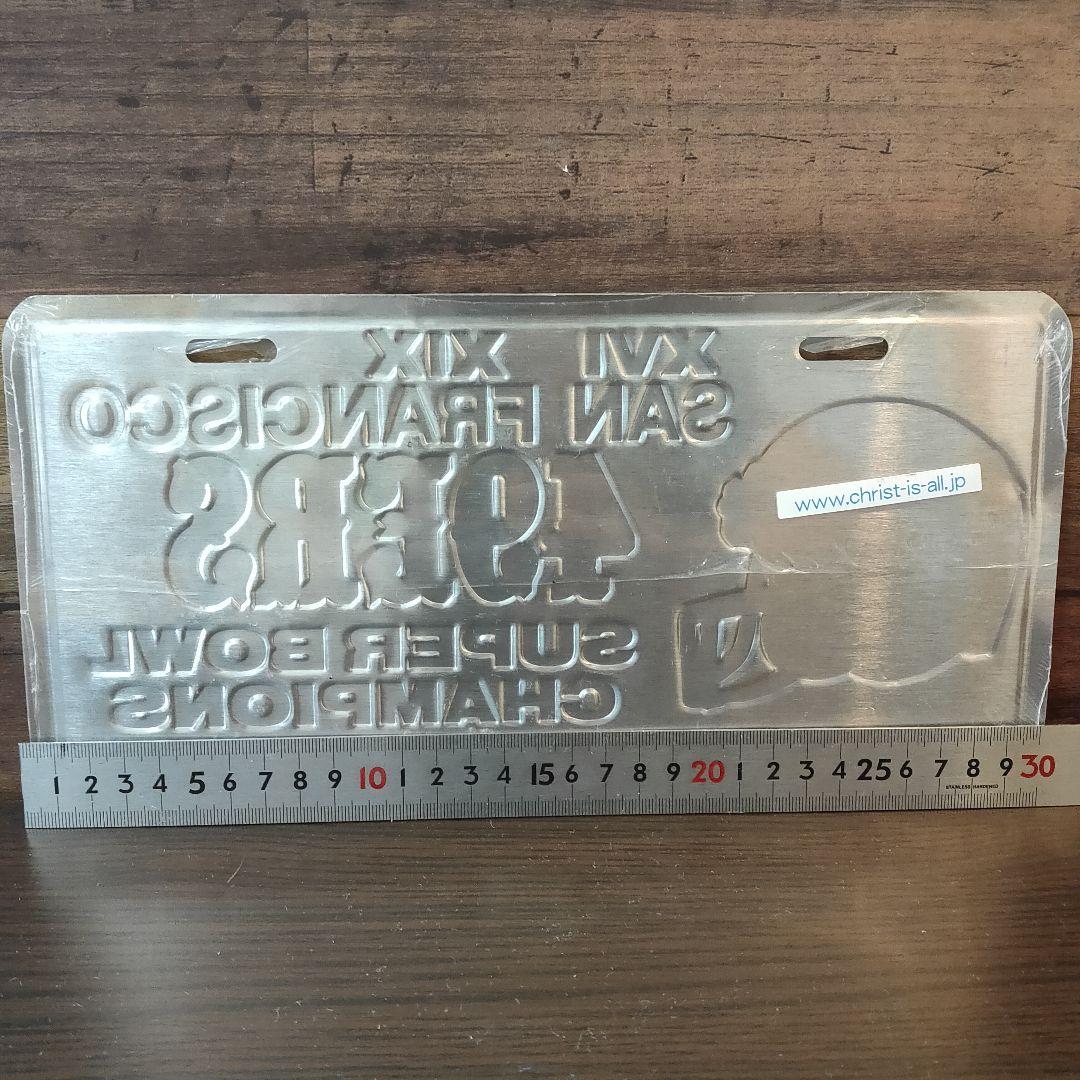 XVI XIX
SAN FRANCISCO
49ERS
SUPER BOWL
CHAMPIONS
www.christ-is-all.jp
1 2 3 4 5 6 7 8 9 10 1 2 3 4 15 6 7 8 9 20 1 2 3 4 25 6 7 8 9 30
STAINLESS HARDENED